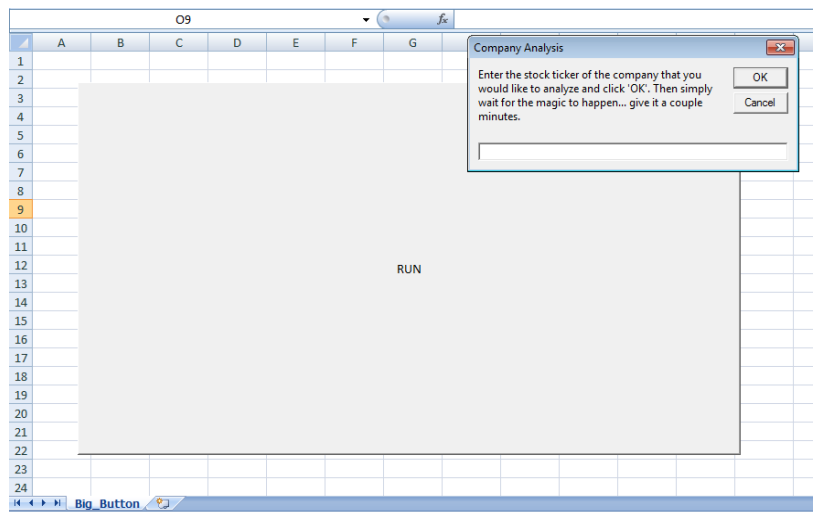 O9
fx
A B C D E F G
Company Analysis
Enter the stock ticker of the company that you
would like to analyze and click 'OK'. Then simply
wait for the magic to happen... give it a couple
minutes.
OK
Cancel
1
2
3
4
5
6
7
8
9
10
11
12
13
14
15
16
17
18
19
20
21
22
23
24
RUN
Big_Button